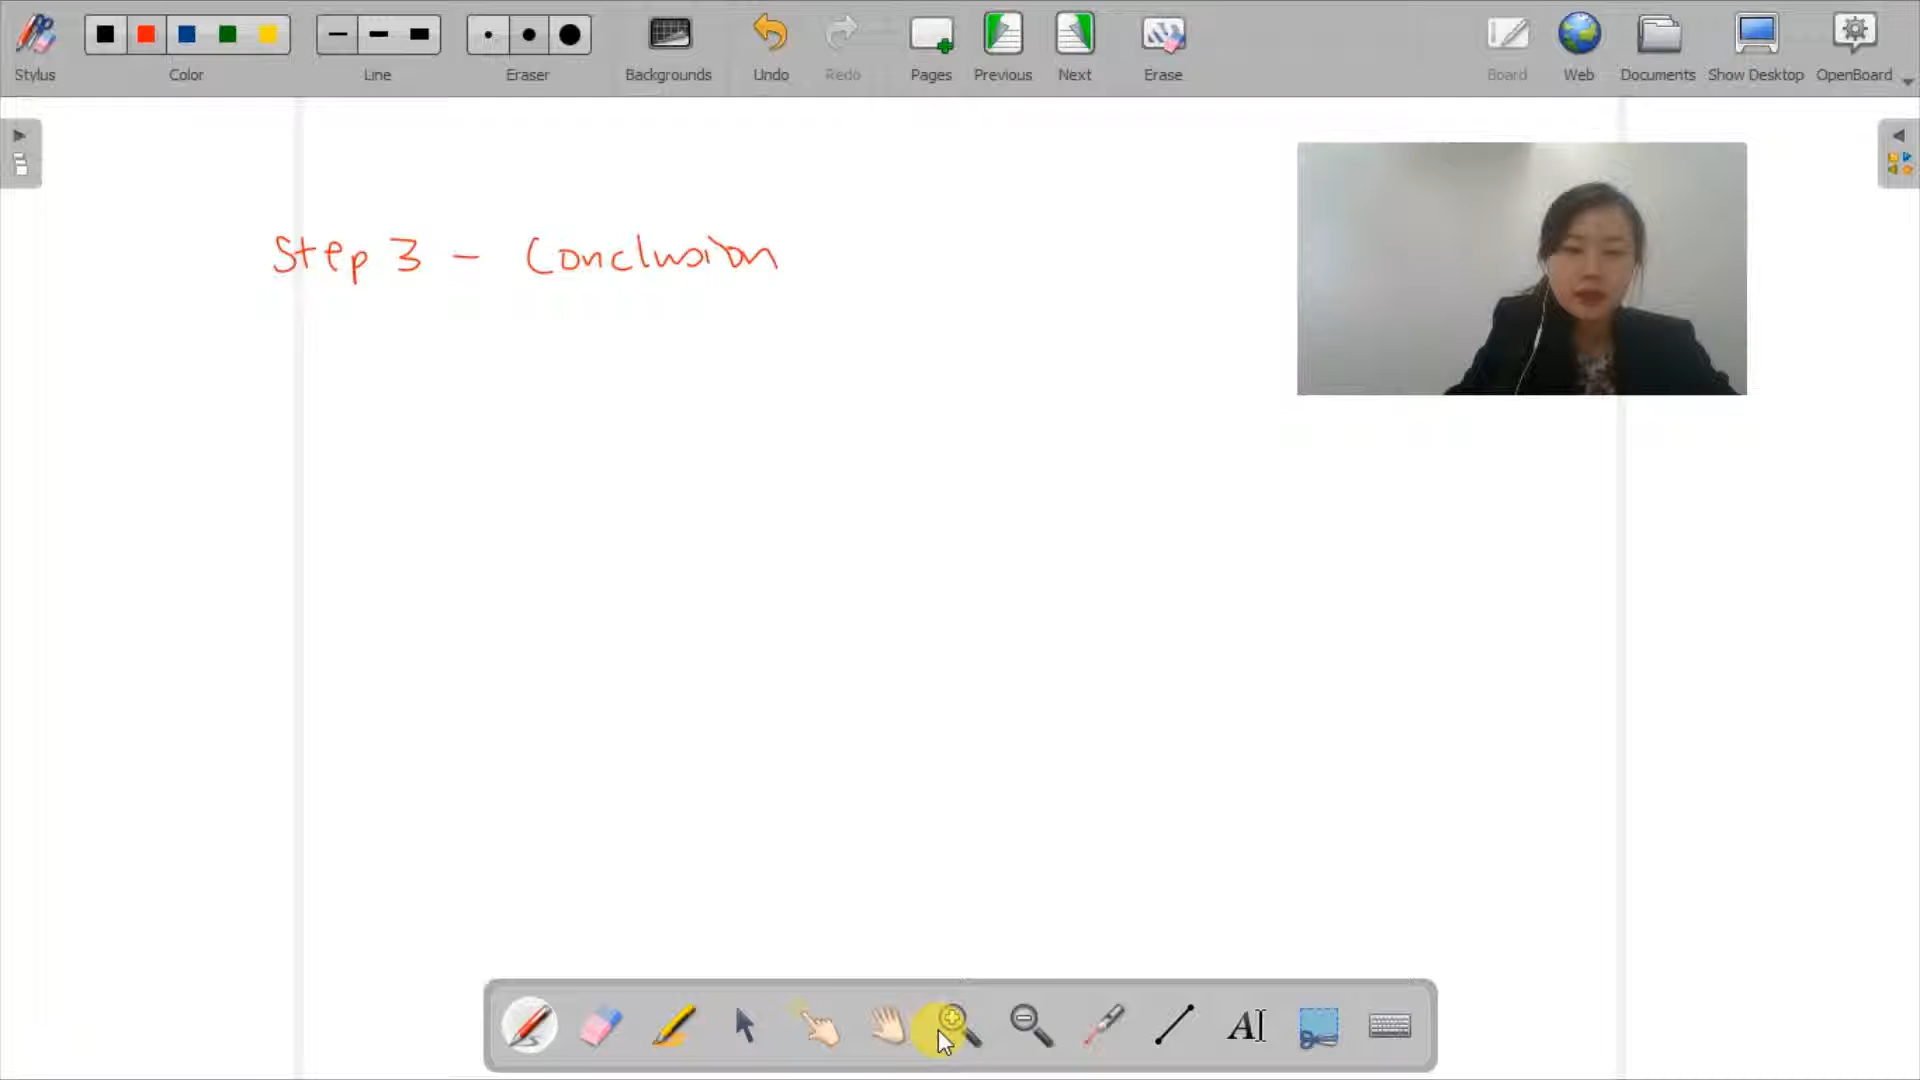 Stylus Color Line Eraser Backgrounds Undo Redo Pages Previous Next Erase Board Web Documents Show Desktop OpenBoard
Step 3 - Conclusion